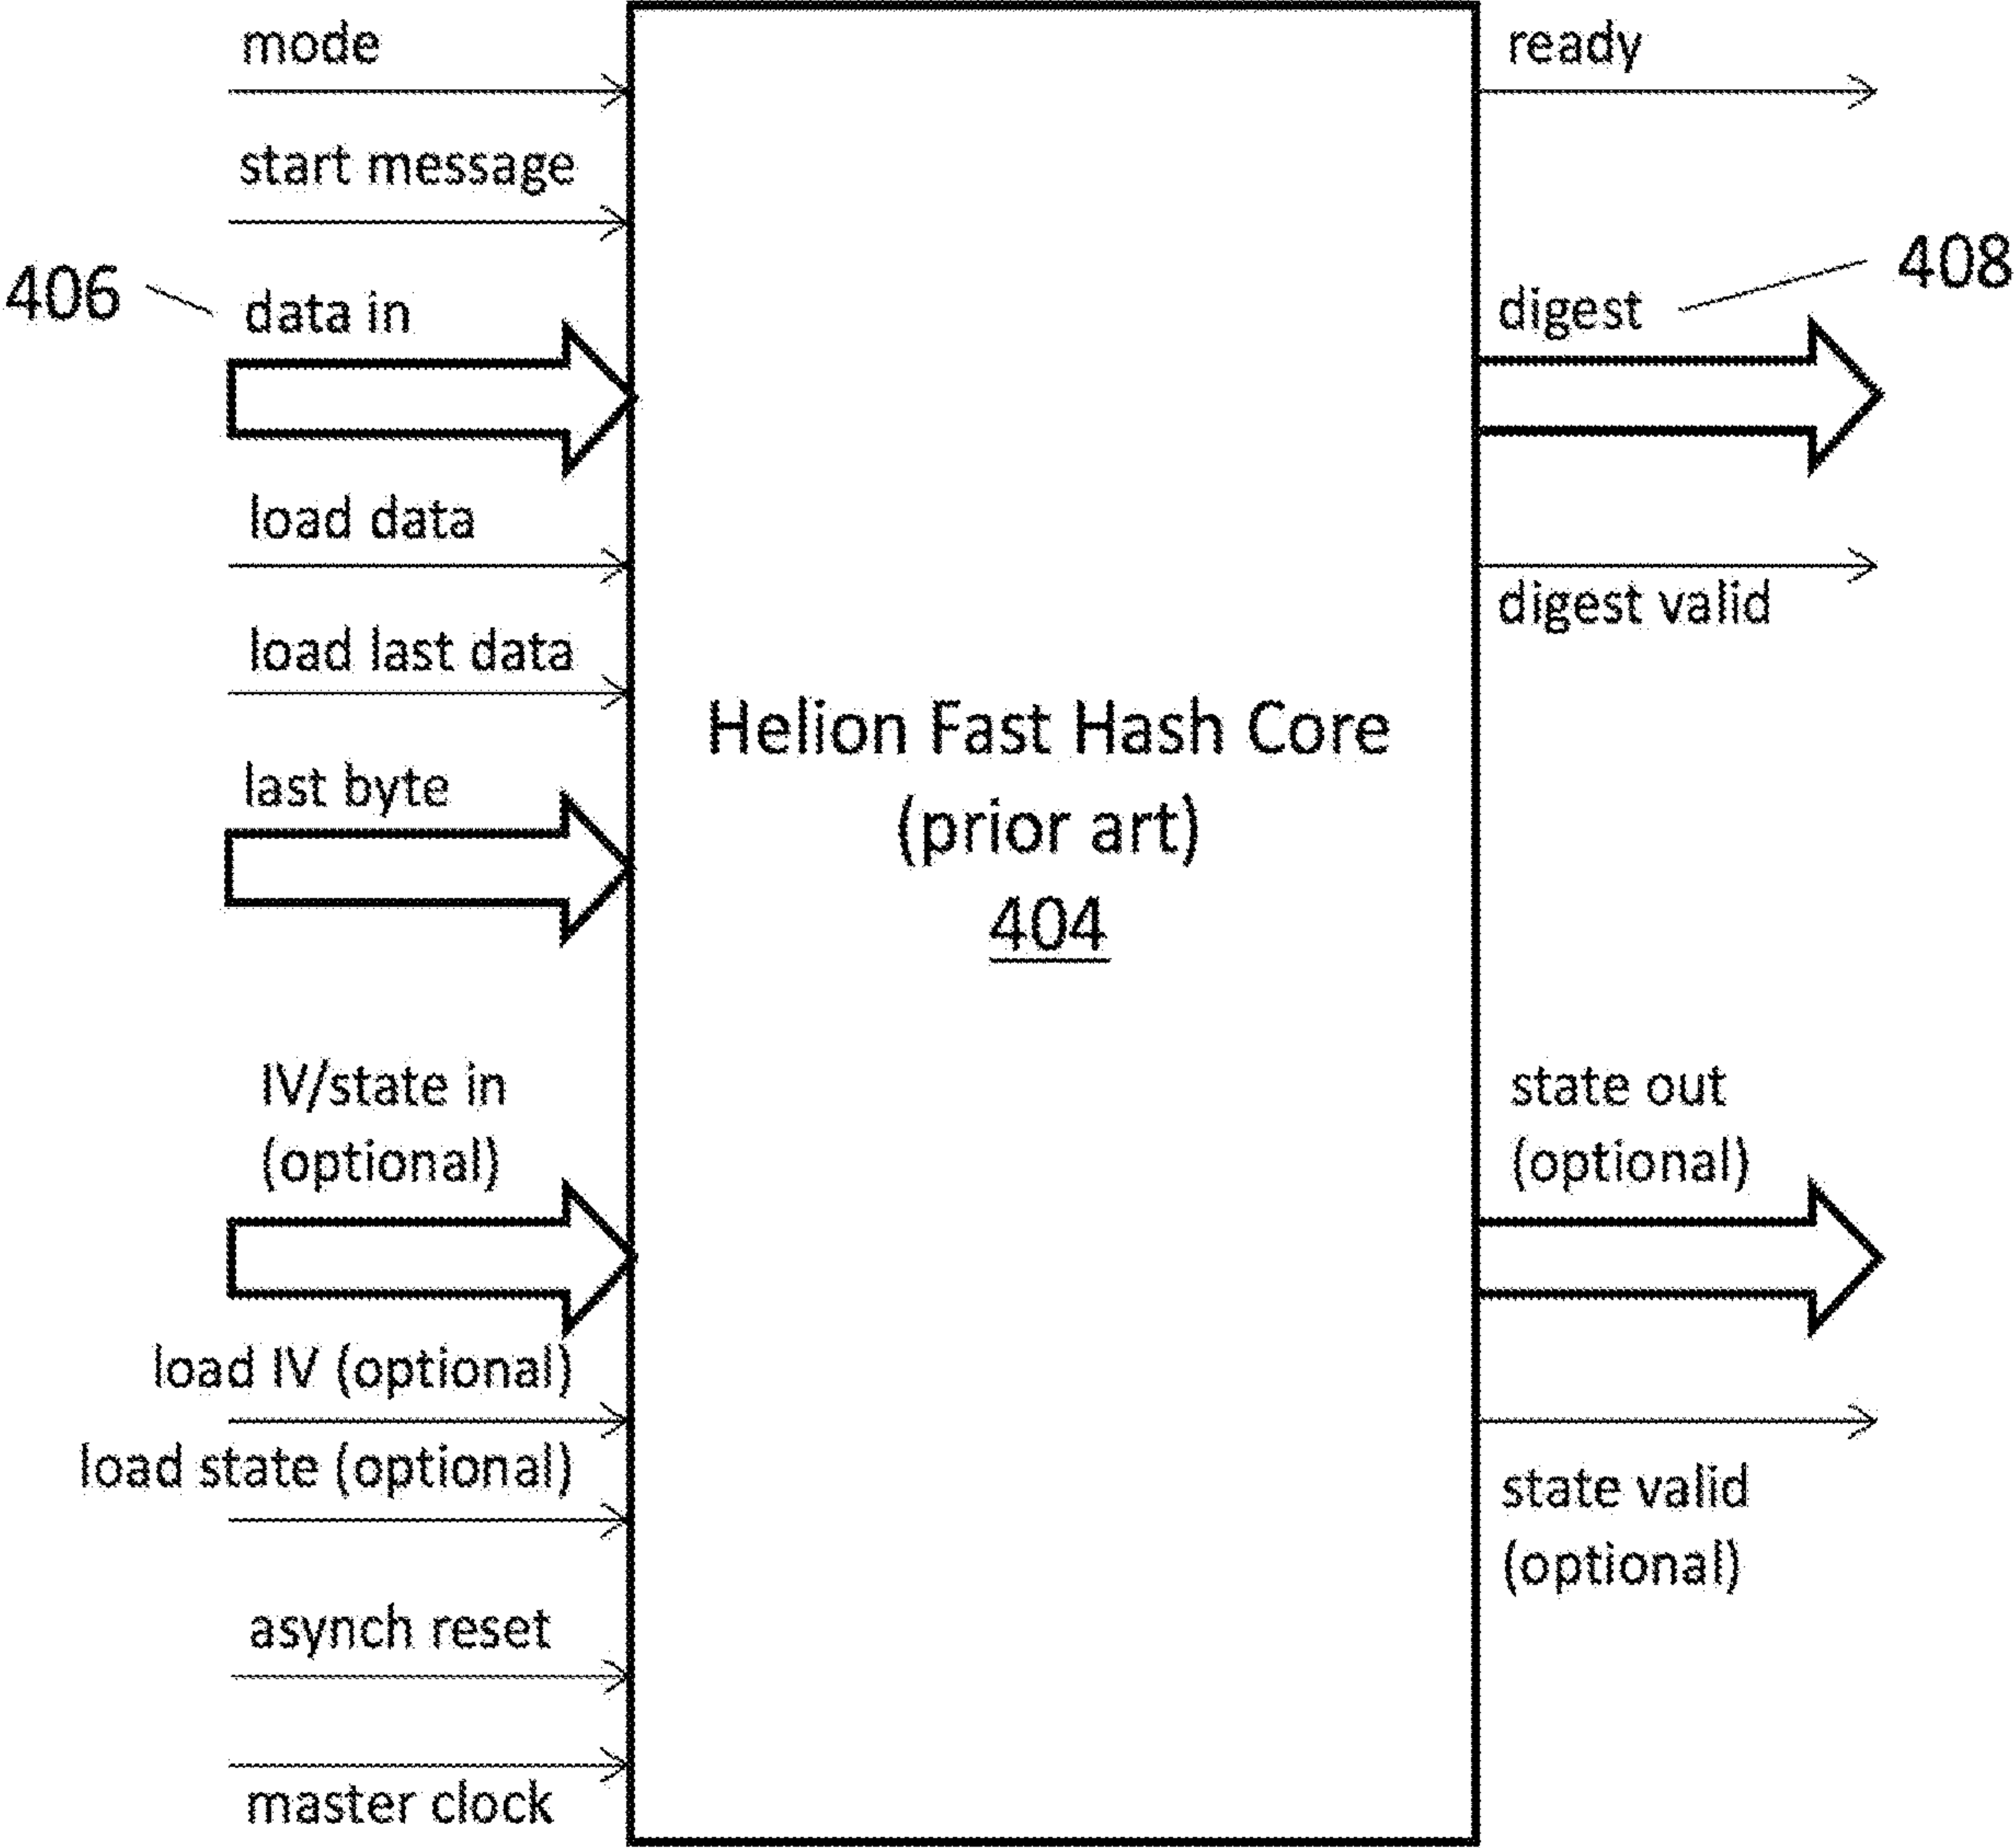 mode
start message
406
data in
load data
load last data
last byte
IV/state in
(optional)
load IV (optional)
load state (optional)
asynch reset
master clock
Helion Fast Hash Core
(prior art)
404
ready
408
digest
digest valid
state out
(optional)
state valid
(optional)